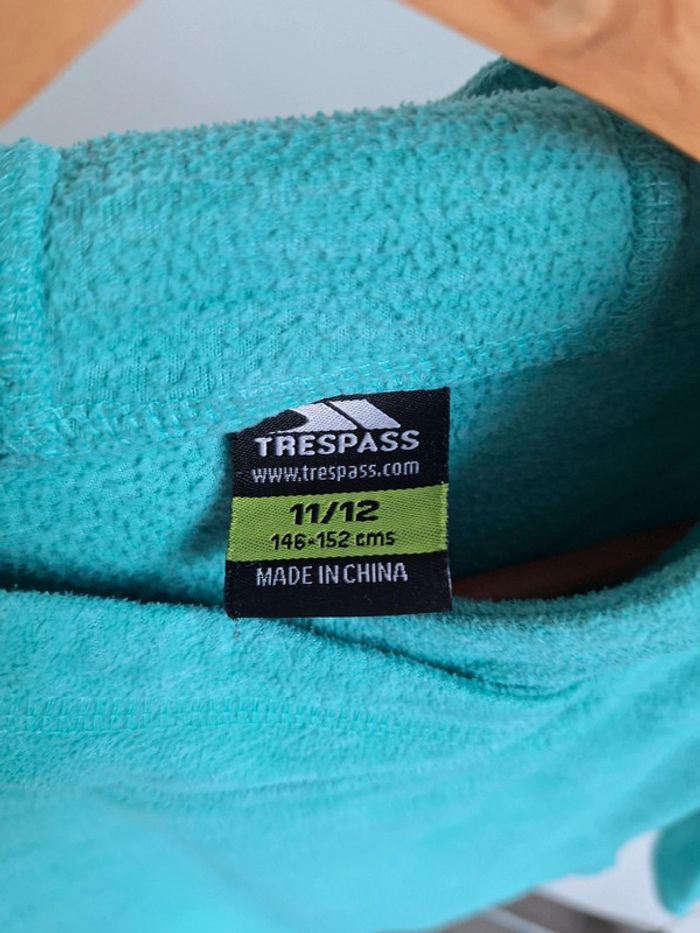 TRESPASS
www.trespass.com
11/12
146-152 cms
MADE IN CHINA